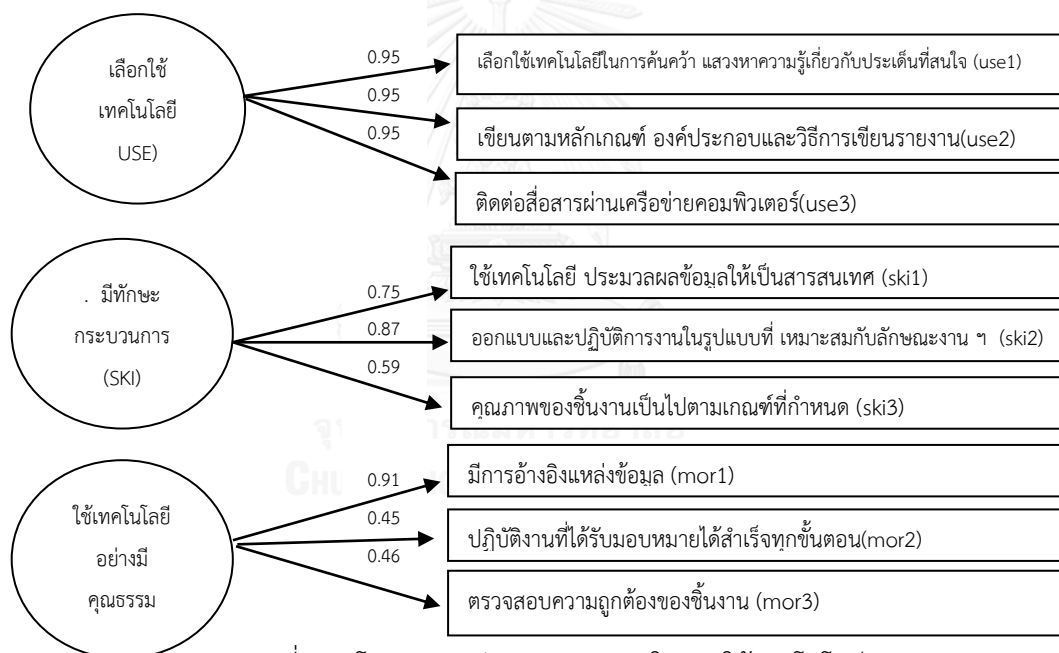 เลือกใช้
เทคโนโลยี
USE)
0.95
0.95
0.95
เลือกใช้เทคโนโลยีในการค้นคว้า แสวงหาความรู้เกี่ยวกับประเด็นที่สนใจ (use1)
เขียนตามหลักเกณฑ์ องค์ประกอบและวิธีการเขียนรายงาน(use2)
ติดต่อสื่อสารผ่านเครือข่ายคอมพิวเตอร์(use3)
. มีทักษะ
กระบวนการ
(SKI)
0.75
0.87
0.59
ใช้เทคโนโลยี ประมวลผลข้อมูลให้เป็นสารสนเทศ (ski1)
ออกแบบและปฏิบัติการงานในรูปแบบที่ เหมาะสมกับลักษณะงาน ฯ (ski2)
คุณภาพของชิ้นงานเป็นไปตามเกณฑ์ที่กำหนด (ski3)
ใช้เทคโนโลยี
อย่างมี
คุณธรรม
0.91
0.45
0.46
มีการอ้างอิงแหล่งข้อมูล (mor1)
ปฏิบัติงานที่ได้รับมอบหมายได้สำเร็จทุกขั้นตอน(mor2)
ตรวจสอบความถูกต้องของชิ้นงาน (mor3)